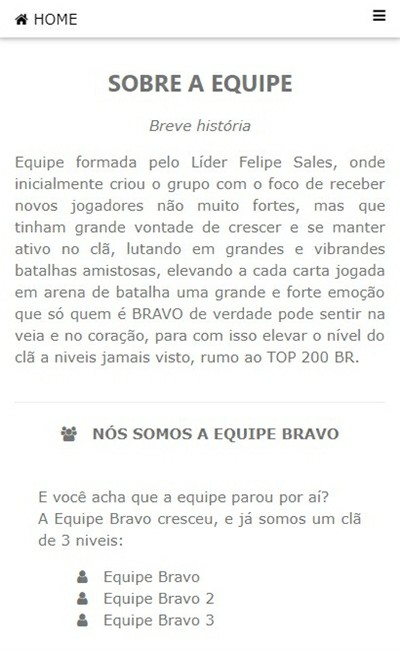 HOME
SOBRE A EQUIPE
Breve história
Equipe formada pelo Líder Felipe Sales, onde
inicialmente criou o grupo com o foco de receber
novos jogadores não muito fortes, mas que
tinham grande vontade de crescer e se manter
ativo no clã, lutando em grandes e vibrandes
batalhas amistosas, elevando a cada carta jogada
em arena de batalha uma grande e forte emoção
que só quem é BRAVO de verdade pode sentir na
veia e no coração, para com isso elevar o nível do
clã a niveis jamais visto, rumo ao TOP 200 BR.
NÓS SOMOS A EQUIPE BRAVO
E você acha que a equipe parou por aí?
A Equipe Bravo cresceu, e já somos um clã
de 3 niveis:
Equipe Bravo
Equipe Bravo 2
Equipe Bravo 3